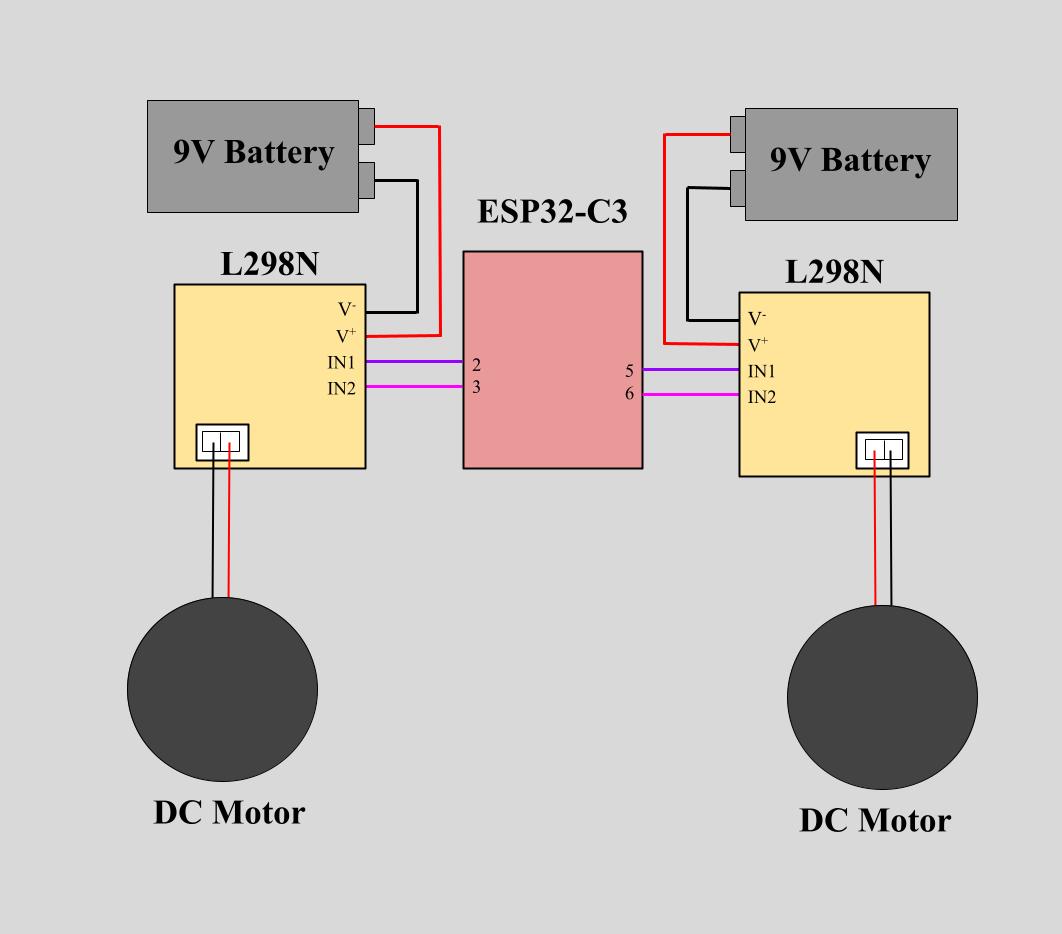 9V Battery
9V Battery
ESP32-C3
L298N
L298N
V-
V+
IN1
IN2
2
3
5
6
V-
V+
IN1
IN2
DC Motor
DC Motor